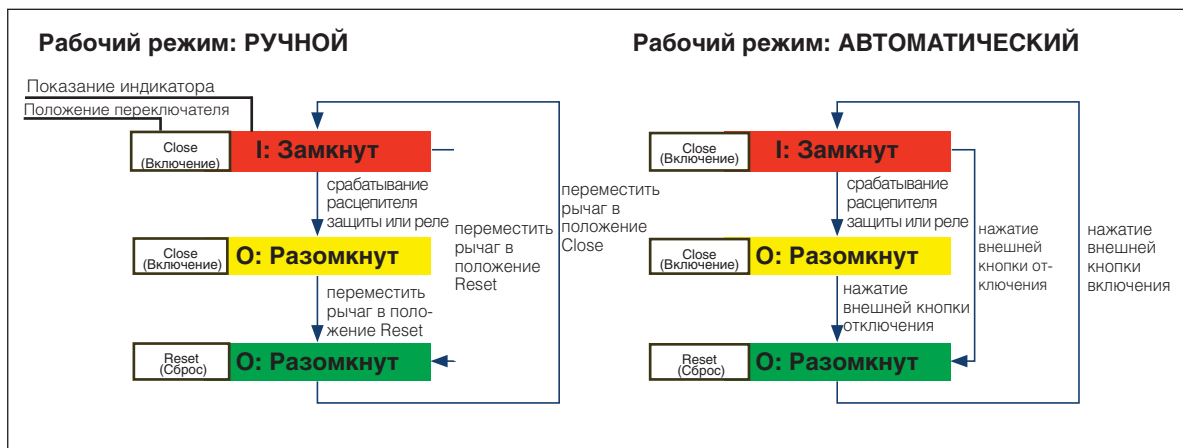 Рабочий режим: РУЧНОЙ
Показание индикатора
Положение переключателя
Close
(Включение)
I: Замкнут
срабатывание
расцепителя
защиты или реле
переместить
рычаг в
положение
Reset
переместить
рычаг в
положение
Close
Close
(Включение)
O: Разомкнут
переместить
рычаг в поло-
жение Reset
Reset
(Сброс)
O: Разомкнут
Рабочий режим: АВТОМАТИЧЕСКИЙ
Close
(Включение)
I: Замкнут
срабатывание
расцепителя
защиты или реле
нажатие
внешней
кнопки от-
ключения
нажатие
внешней
кнопки
включения
Close
(Включение)
O: Разомкнут
нажатие
внешней кнопки
отключения
Reset
(Сброс)
O: Разомкнут